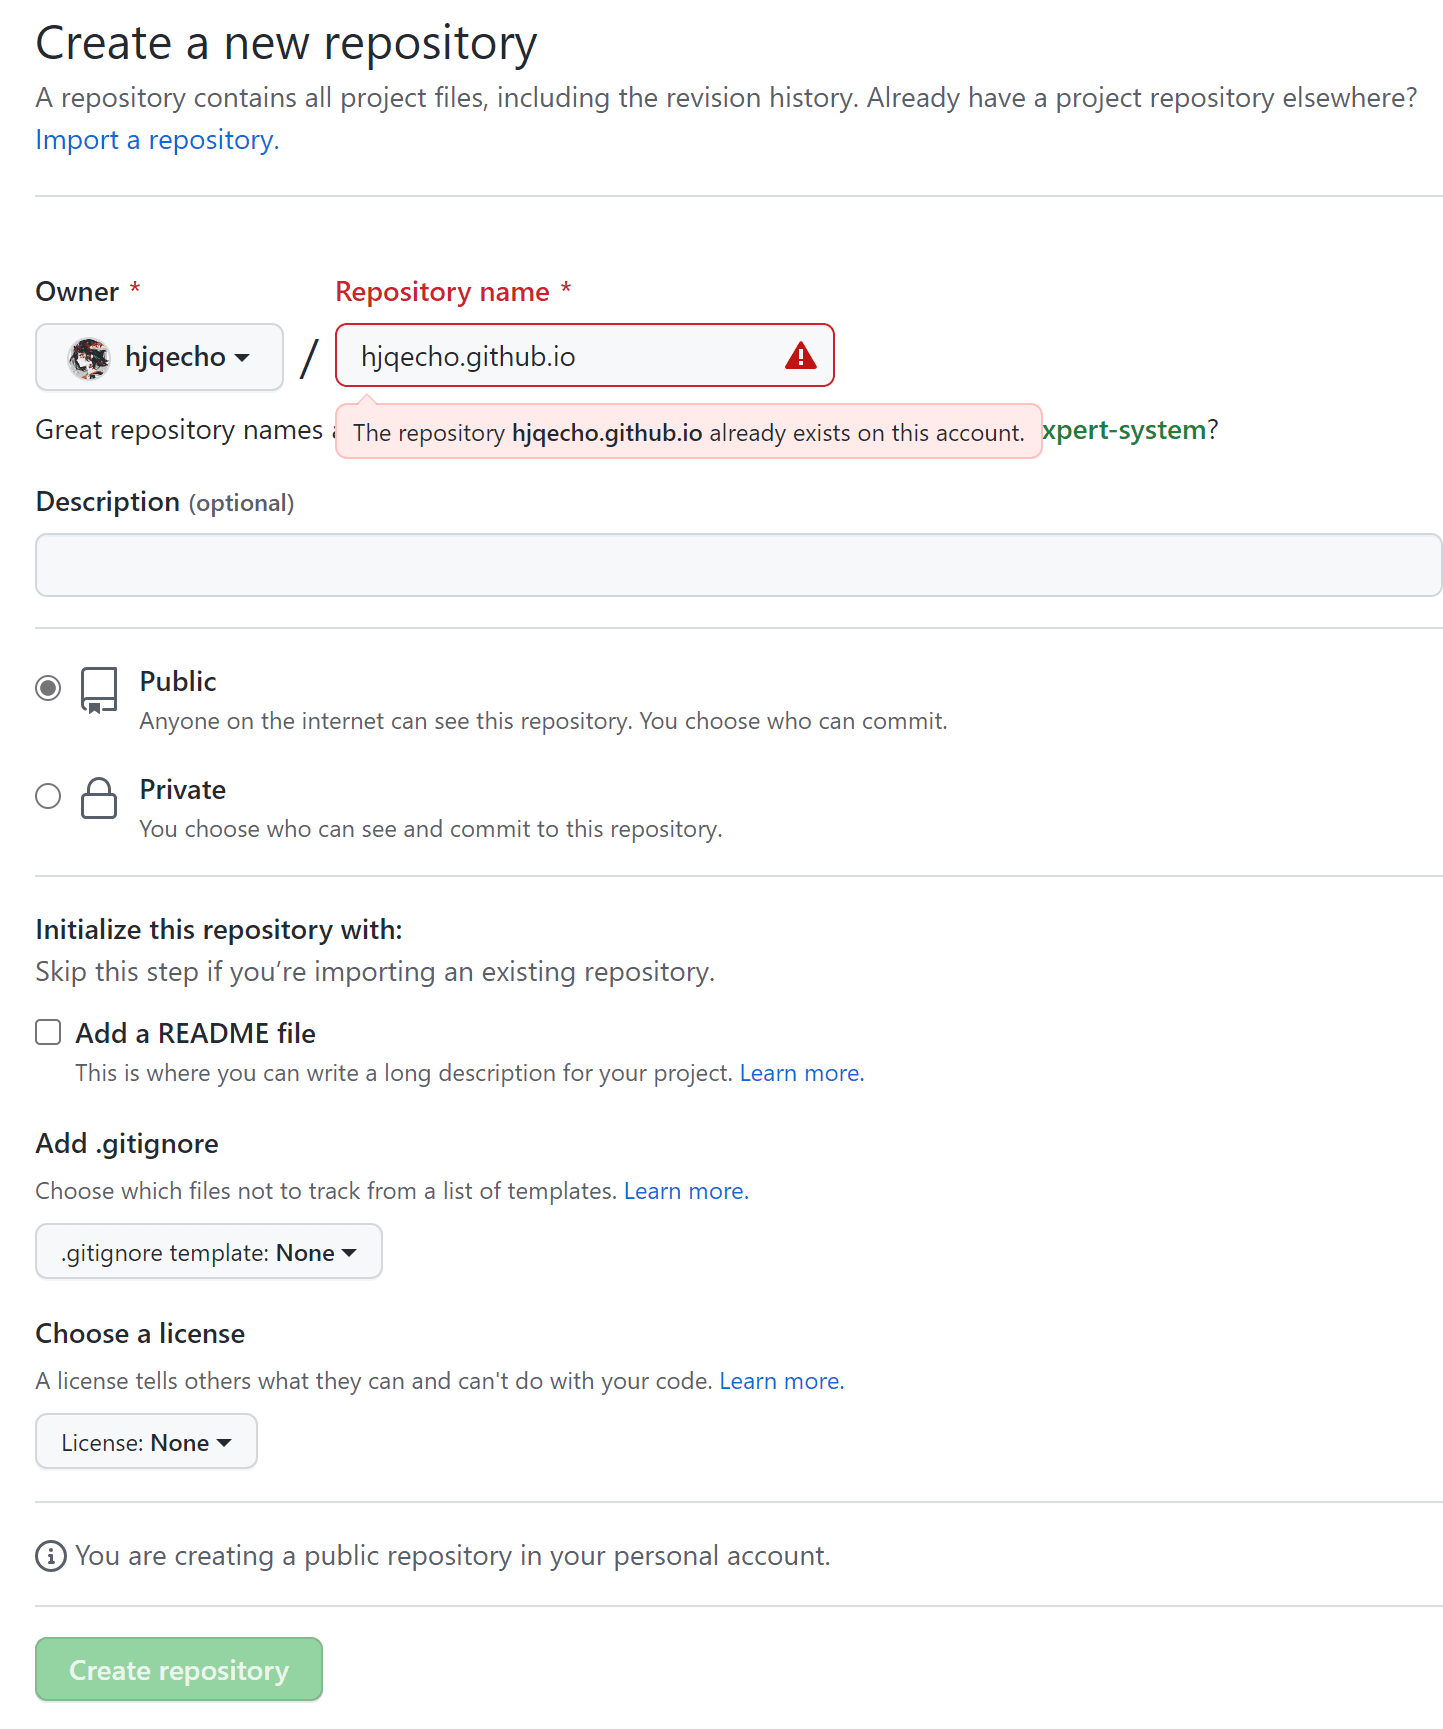 Create a new repository
A repository contains all project files, including the revision history. Already have a project repository elsewhere?
Import a repository.
Owner *
Repository name *
hjqecho
/
hjqecho.github.io
Great repository names
The repository hjqecho.github.io already exists on this account.
xpert-system?
Description (optional)
Public
Anyone on the internet can see this repository. You choose who can commit.
Private
You choose who can see and commit to this repository.
Initialize this repository with:
Skip this step if you’re importing an existing repository.
Add a README file
This is where you can write a long description for your project. Learn more.
Add .gitignore
Choose which files not to track from a list of templates. Learn more.
.gitignore template: None
Choose a license
A license tells others what they can and can't do with your code. Learn more.
License: None
You are creating a public repository in your personal account.
Create repository